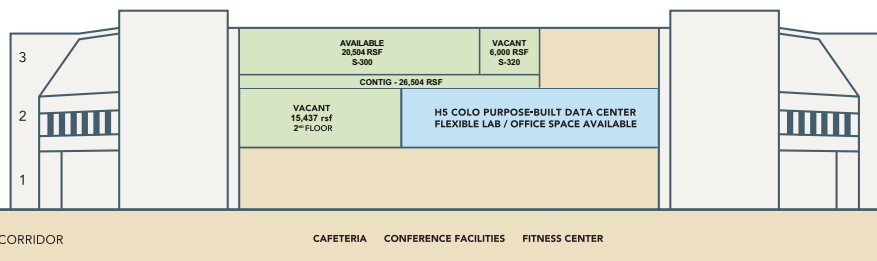 3
AVAILABLE
20,504 RSF
S-300
VACANT
6,000 RSF
S-320
CONTIG - 26,504 RSF
2
VACANT
15,437 rsf
2ND FLOOR
H5 COLO PURPOSE-BUILT DATA CENTER
FLEXIBLE LAB / OFFICE SPACE AVAILABLE
1
CORRIDOR
CAFETERIA CONFERENCE FACILITIES FITNESS CENTER